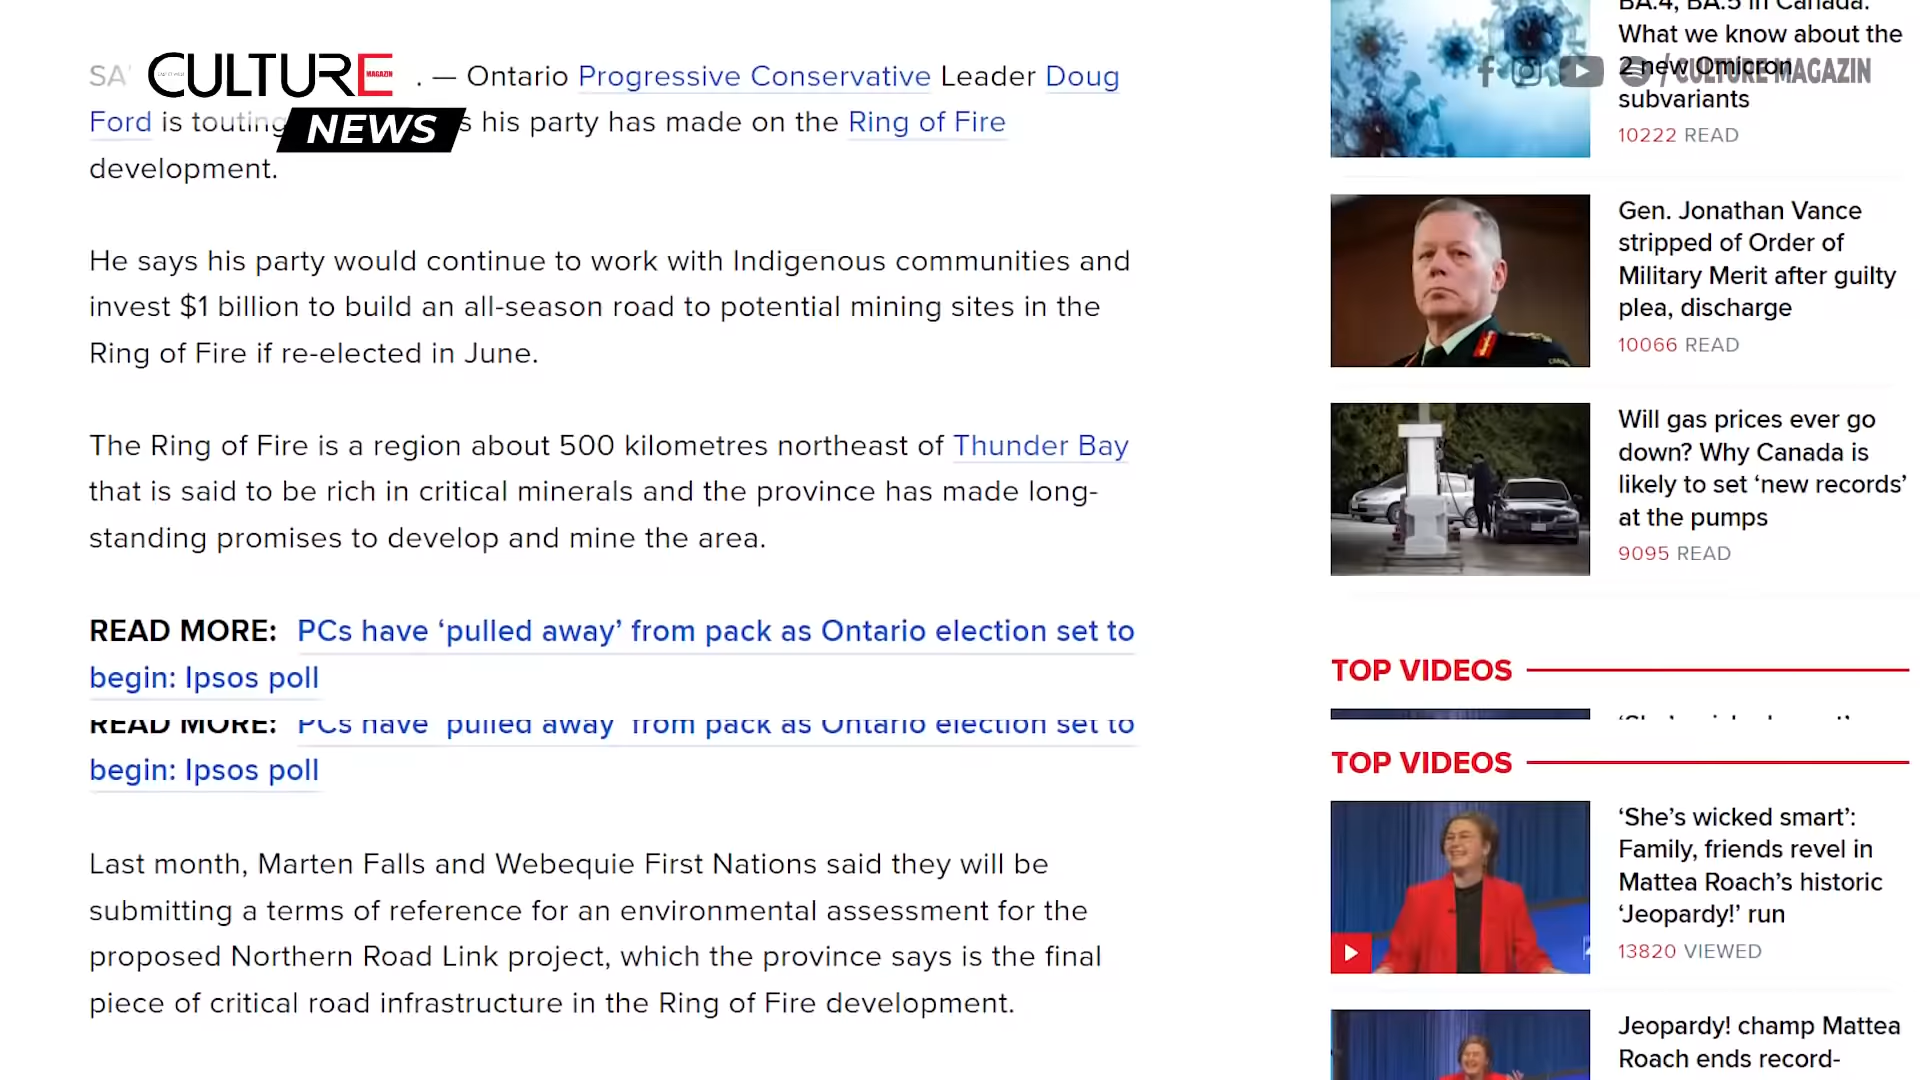 CULTURE
MAGAZIN
NEWS
— Ontario Progressive Conservative Leader Doug
Ford is touting his party has made on the Ring of Fire
development.
He says his party would continue to work with Indigenous communities and
invest $1 billion to build an all-season road to potential mining sites in the
Ring of Fire if re-elected in June.
The Ring of Fire is a region about 500 kilometres northeast of Thunder Bay
that is said to be rich in critical minerals and the province has made long-
standing promises to develop and mine the area.
READ MORE: PCs have ‘pulled away’ from pack as Ontario election set to
begin: Ipsos poll
READ MORE: PCs have ‘pulled away’ from pack as Ontario election set to
begin: Ipsos poll
Last month, Marten Falls and Webequie First Nations said they will be
submitting a terms of reference for an environmental assessment for the
proposed Northern Road Link project, which the province says is the final
piece of critical road infrastructure in the Ring of Fire development.
BA.4, BA.5 in Canada:
What we know about the
2 new Omicron
subvariants
10222 READ
/ CULTURE MAGAZIN
Gen. Jonathan Vance
stripped of Order of
Military Merit after guilty
plea, discharge
10066 READ
Will gas prices ever go
down? Why Canada is
likely to set ‘new records’
at the pumps
9095 READ
TOP VIDEOS
TOP VIDEOS
‘She’s wicked smart’:
Family, friends revel in
Mattea Roach’s historic
‘Jeopardy!’ run
13820 VIEWED
Jeopardy! champ Mattea
Roach ends record-